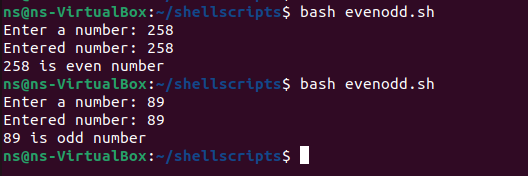 ns@ns-VirtualBox:~/shellscripts$ bash evenodd.sh
Enter a number: 258
Entered number: 258
258 is even number
ns@ns-VirtualBox:~/shellscripts$ bash evenodd.sh
Enter a number: 89
Entered number: 89
89 is odd number
ns@ns-VirtualBox:~/shellscripts$